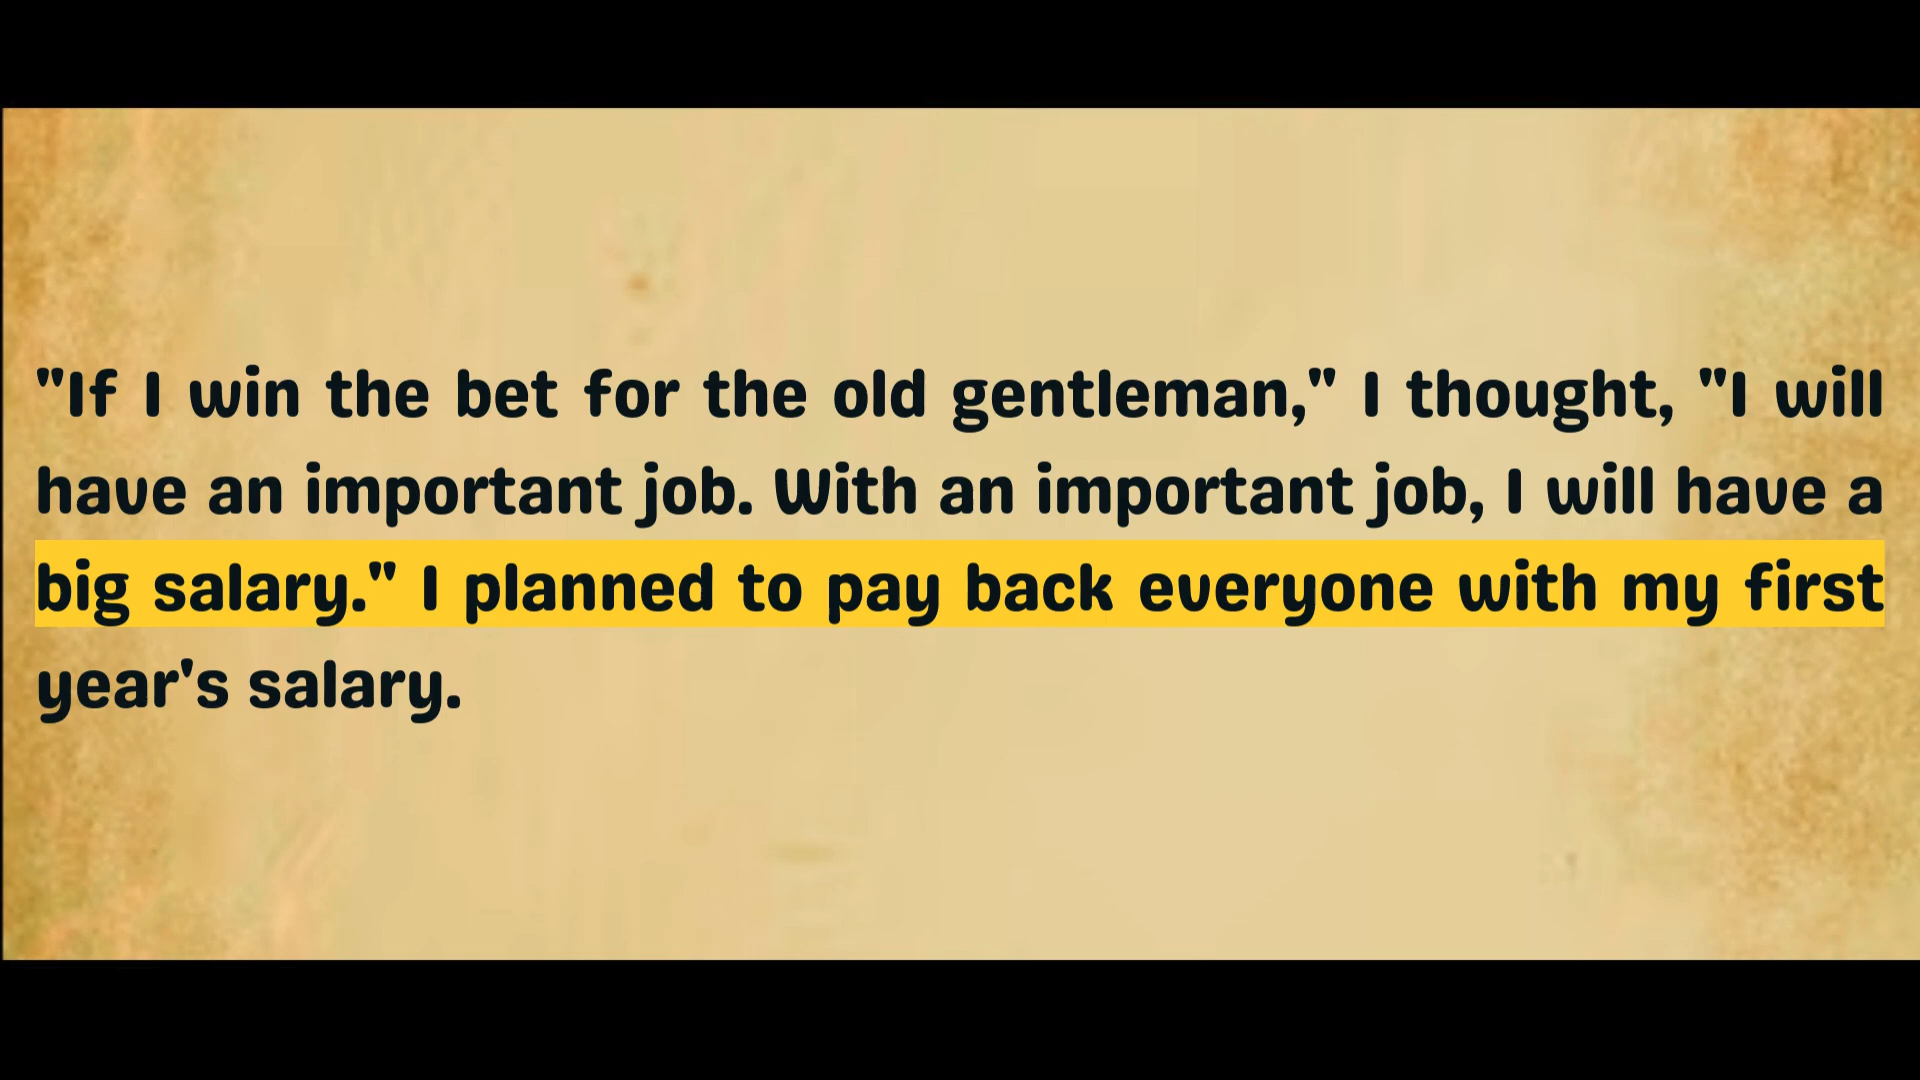 "If I win the bet for the old gentleman," I thought, "I will
have an important job. With an important job, I will have a
big salary." I planned to pay back everyone with my first
year's salary.